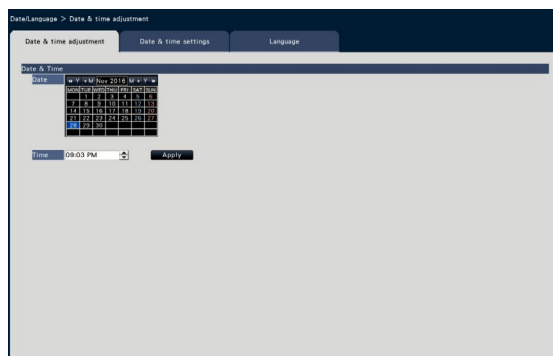 Date/Language > Date & time adjustment
Date & time adjustment Date & time settings Language
Date & Time
Date « Y ◂ M Nov 2016 M ▸ Y »
MON TUE WED THU FRI SAT SUN
1 2 3 4 5 6
7 8 9 10 11 12 13
14 15 16 17 18 19 20
21 22 23 24 25 26 27
28 29 30
Time 09:03 PM Apply